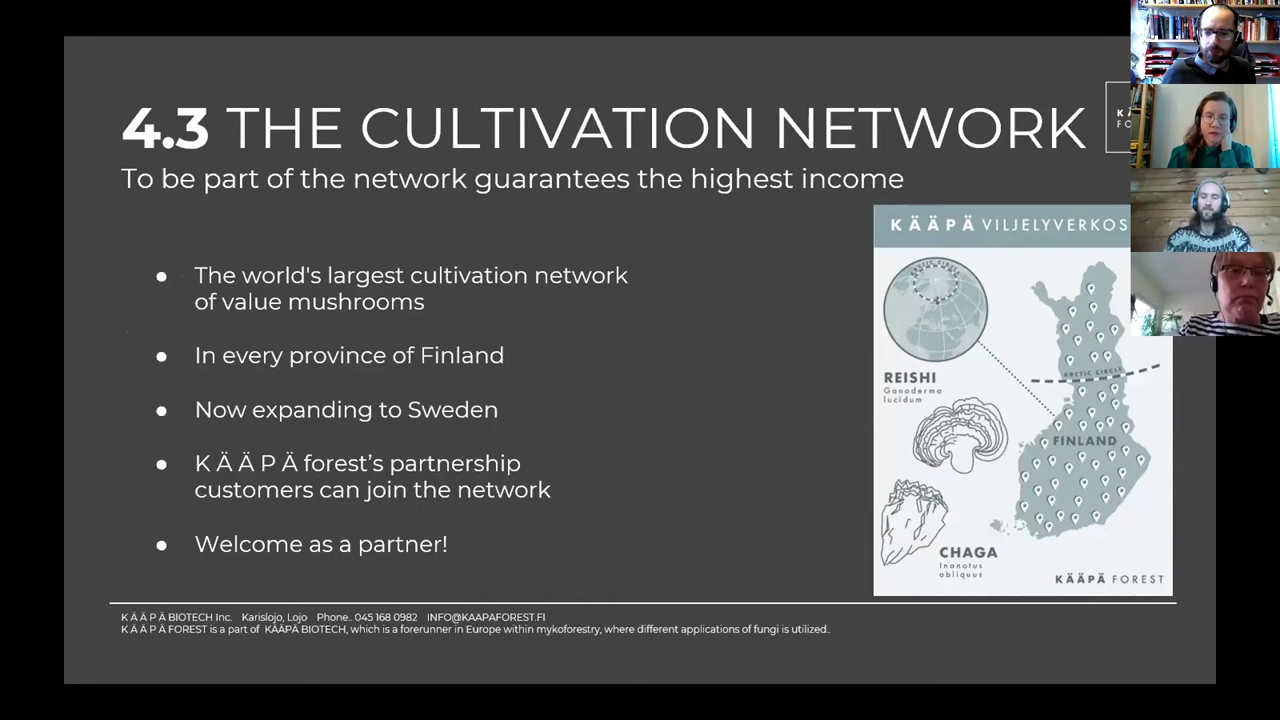 4.3 THE CULTIVATION NETWORK
To be part of the network guarantees the highest income
● The world's largest cultivation network
of value mushrooms
● In every province of Finland
● Now expanding to Sweden
● K Ä Ä P Ä forest's partnership
customers can join the network
● Welcome as a partner!
KÄÄPÄ VILJELYVERKOS
ARCTIC CIRCLE
REISHI
Ganoderma
lucidum
FINLAND
CHAGA
Inonotus
obliquus
KÄÄPÄ FOREST
K Ä Ä P Ä BIOTECH Inc. Karislojo, Lojo Phone.. 045 168 0982 INFO@KAAPAFOREST.FI
K Ä Ä P Ä FOREST is a part of KÄÄPÄ BIOTECH, which is a forerunner in Europe within mykoforestry, where different applications of fungi is utilized..